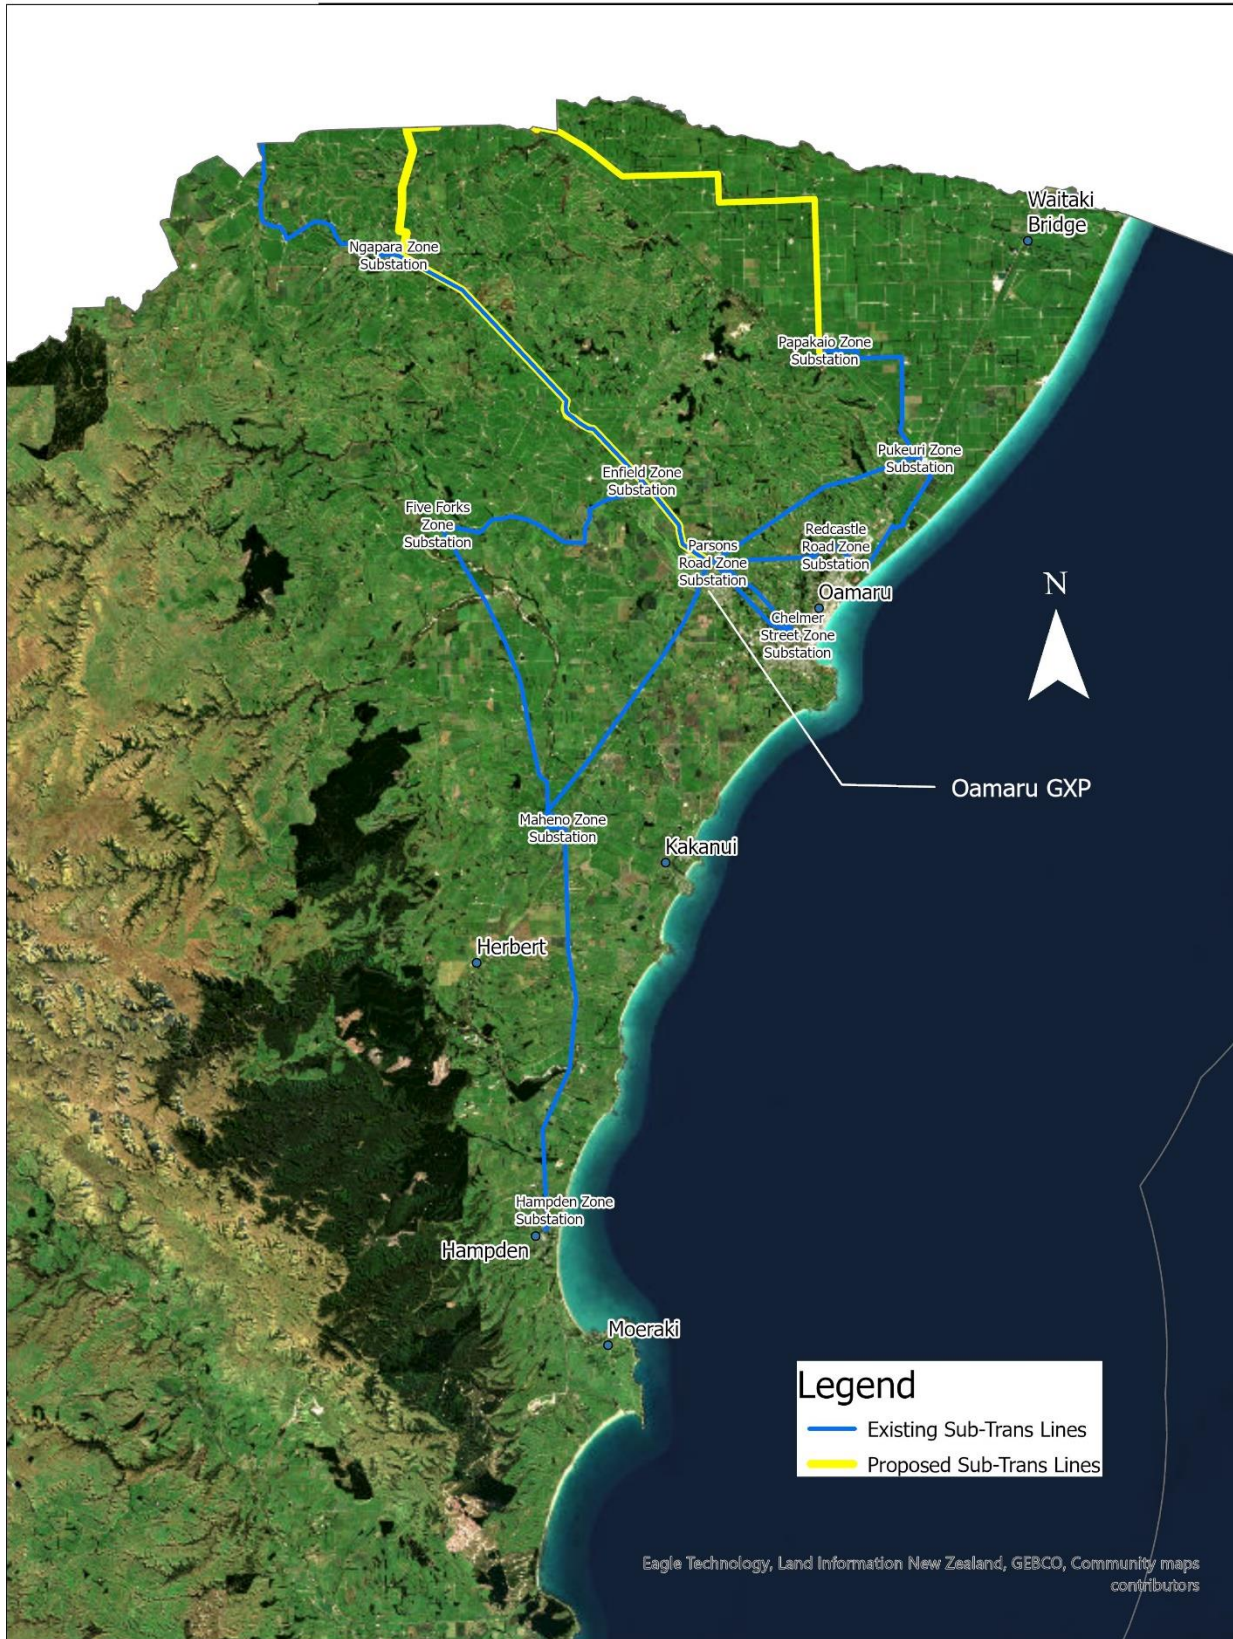 Waitaki
Bridge
Ngapara Zone
Substation
Papakaio Zone
Substation
Pukeuri Zone
Substation
Enfield Zone
Substation
Five Forks
Zone
Substation
Redcastle
Road Zone
Substation
Parsons
Road Zone
Substation
Oamaru
Chelmer
Street Zone
Substation
N
Oamaru GXP
Maheno Zone
Substation
Kakanui
Herbert
Hampden Zone
Substation
Hampden
Moeraki
Legend
Existing Sub-Trans Lines
Proposed Sub-Trans Lines
Eagle Technology, Land Information New Zealand, GEBCO, Community maps
contributors